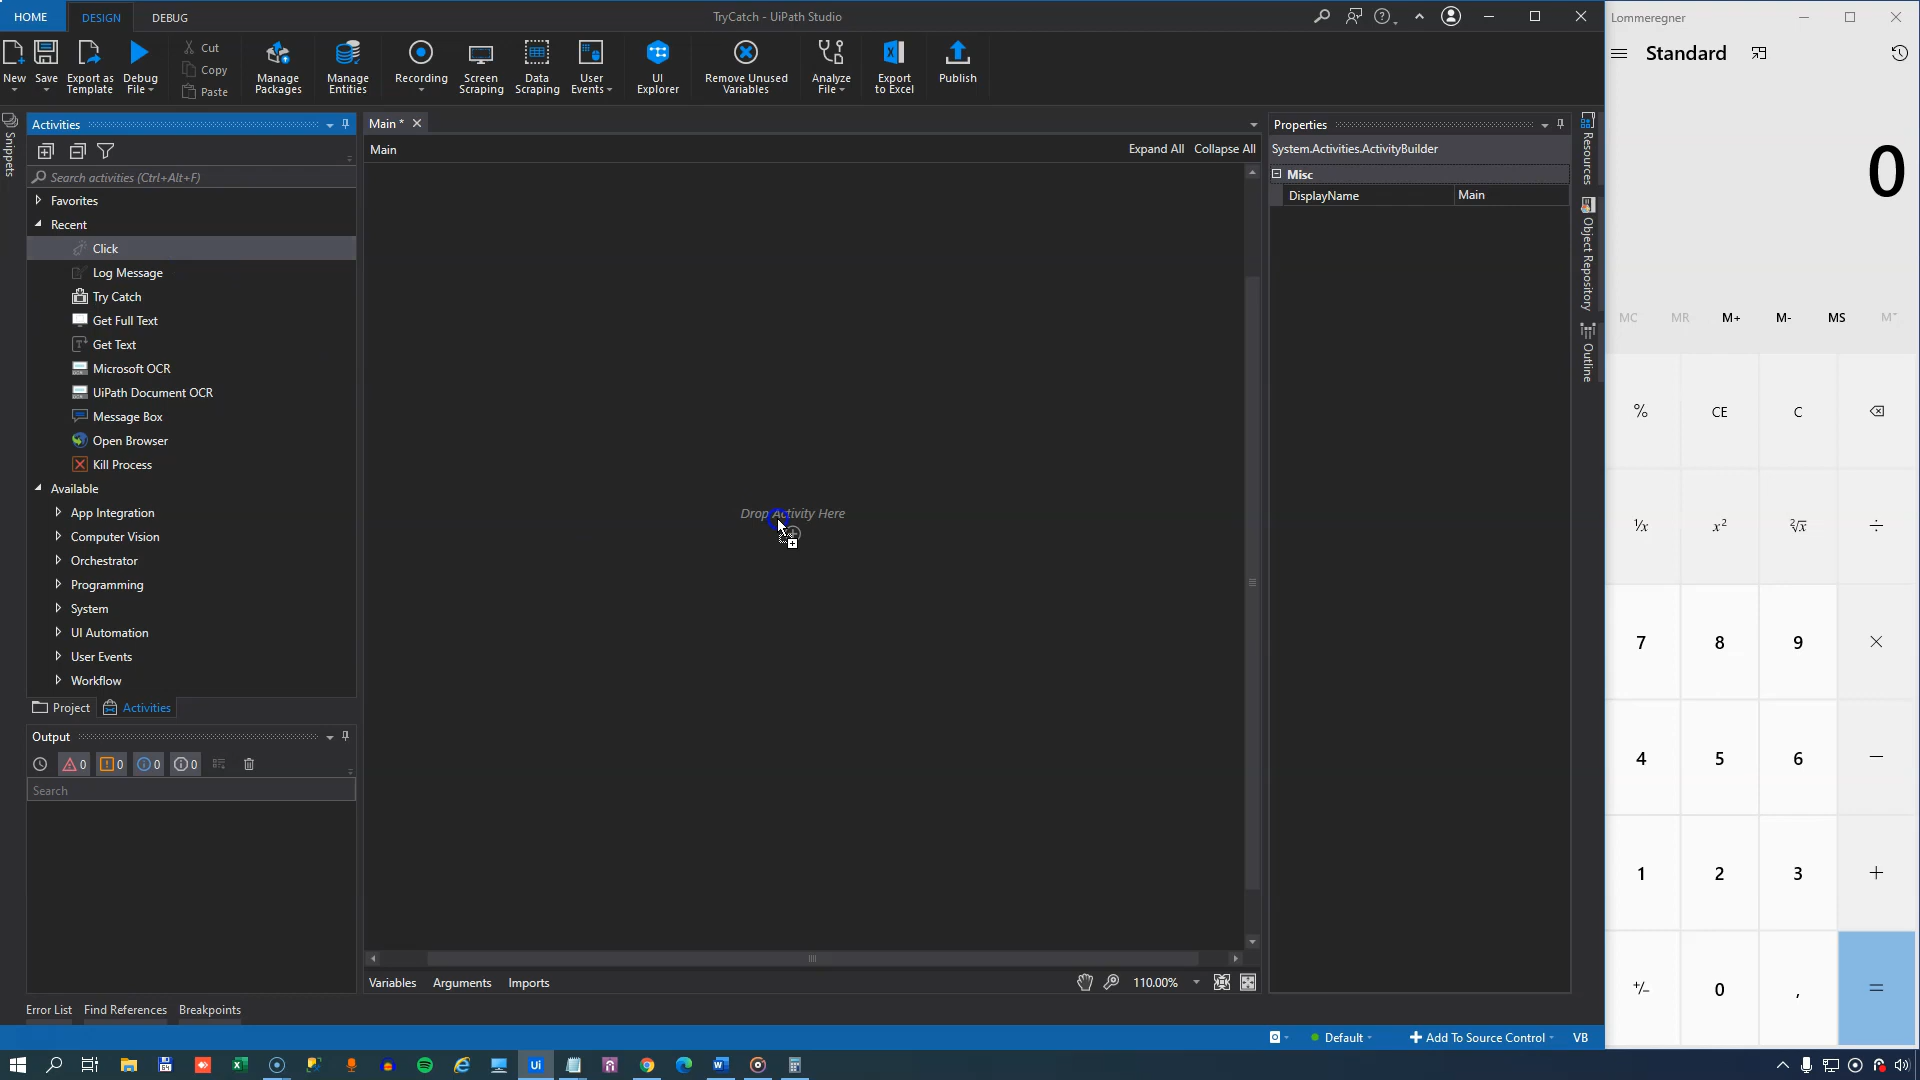 HOME
DESIGN
DEBUG
TryCatch - UiPath Studio
New
Save
Export as
Template
Debug
File
Cut
Copy
Paste
Manage
Packages
Manage
Entities
Recording
Screen
Scraping
Data
Scraping
User
Events
UI
Explorer
Remove Unused
Variables
Analyze
File
Export
to Excel
Publish
Snippets
Activities
Search activities (Ctrl+Alt+F)
Favorites
Recent
Click
Log Message
Try Catch
Get Full Text
Get Text
Microsoft OCR
UiPath Document OCR
Message Box
Open Browser
Kill Process
Available
App Integration
Computer Vision
Orchestrator
Programming
System
UI Automation
User Events
Workflow
Project
Activities
Output
0
0
0
0
Search
Error List
Find References
Breakpoints
Main *
Main
Expand All
Collapse All
Drop Activity Here
Variables
Arguments
Imports
110.00%
Properties
System.Activities.ActivityBuilder
Misc
DisplayName
Main
Resources
Object Repository
Outline
Default
Add To Source Control
VB
Ui
Lommeregner
Standard
0
MC
MR
M+
M-
MS
M˅
%
CE
C
¹/x
x²
²√x
÷
7
8
9
×
4
5
6
−
1
2
3
+
+/−
0
,
=